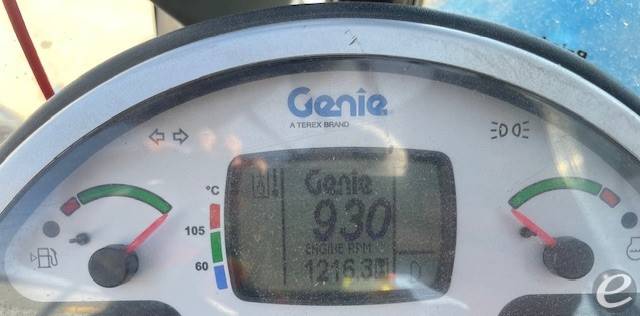 Genie
A TEREX BRAND
°C
105
60
Genie
930
ENGINE RPM
1216.3
e